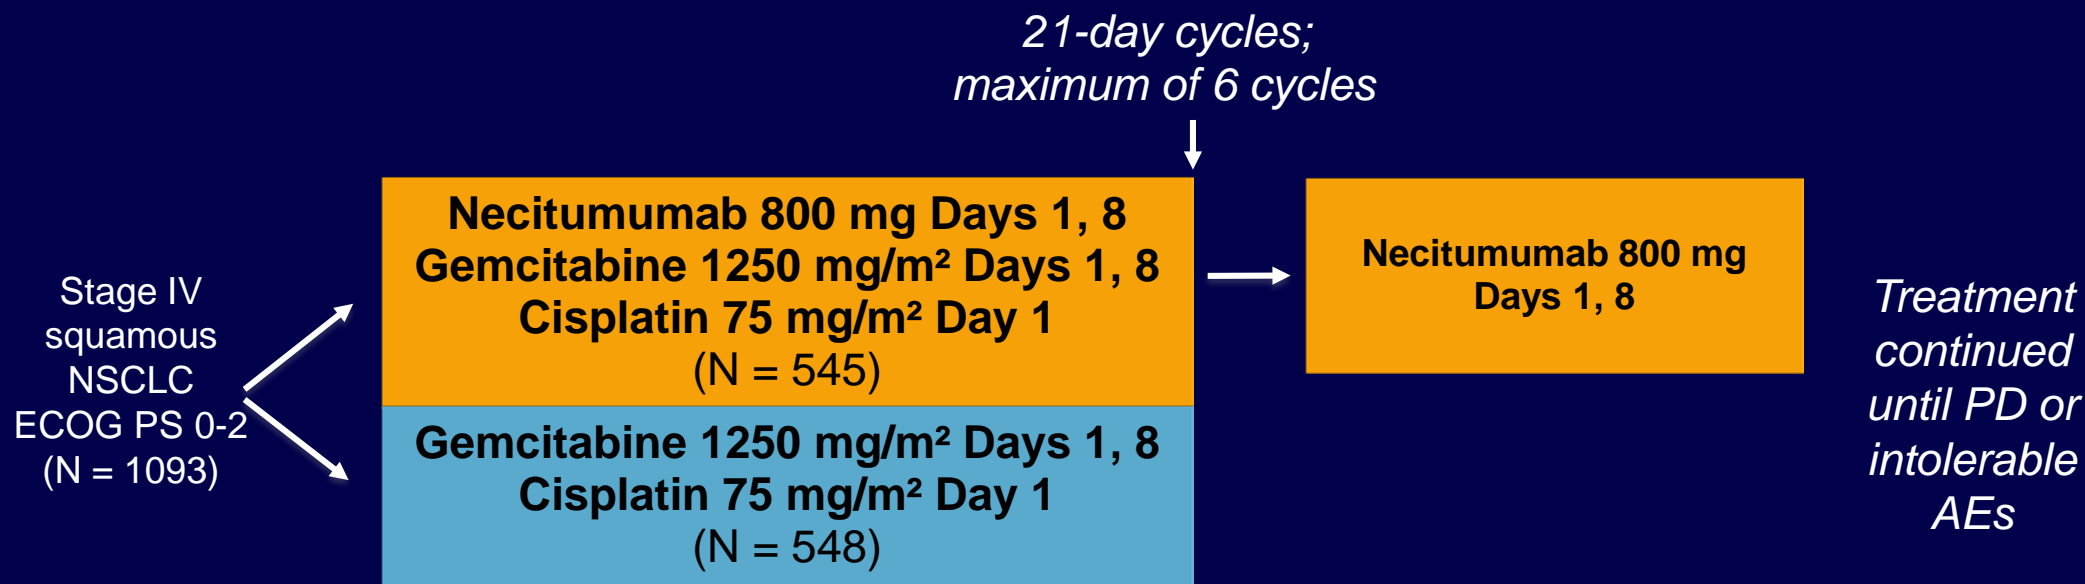 21-day cycles;
maximum of 6 cycles
Stage IV
squamous
NSCLC
ECOG PS 0-2
(N = 1093)
Necitumumab 800 mg Days 1, 8
Gemcitabine 1250 mg/m² Days 1, 8
Cisplatin 75 mg/m² Day 1
(N = 545)
Gemcitabine 1250 mg/m² Days 1, 8
Cisplatin 75 mg/m² Day 1
(N = 548)
Necitumumab 800 mg
Days 1, 8
Treatment
continued
until PD or
intolerable
AEs